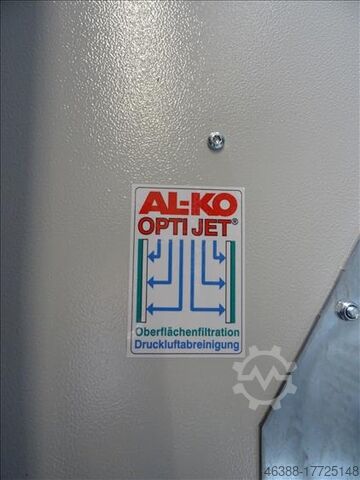 AL-KO
OPTI JET®
Oberflächenfiltration
Druckluftabreinigung
46388-17725148